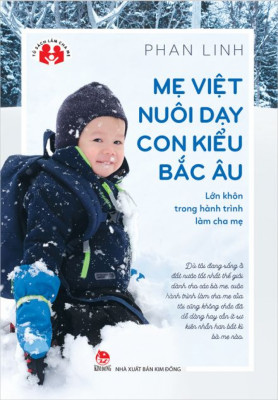 TỦ SÁCH LÀM CHA MẸ
PHAN LINH
MẸ VIỆT
NUÔI DẠY
CON KIỂU
BẮC ÂU
Lớn khôn
trong hành trình
làm cha mẹ
Dù tôi đang sống ở
đất nước tốt nhất thế giới
dành cho các bà mẹ, cuộc
hành trình làm cha mẹ của
tôi cũng không chắc đã
dễ dàng hay cần ít sự
kiên nhẫn hơn bất kì
bà mẹ nào.
KIM ĐỒNG
NHÀ XUẤT BẢN KIM ĐỒNG